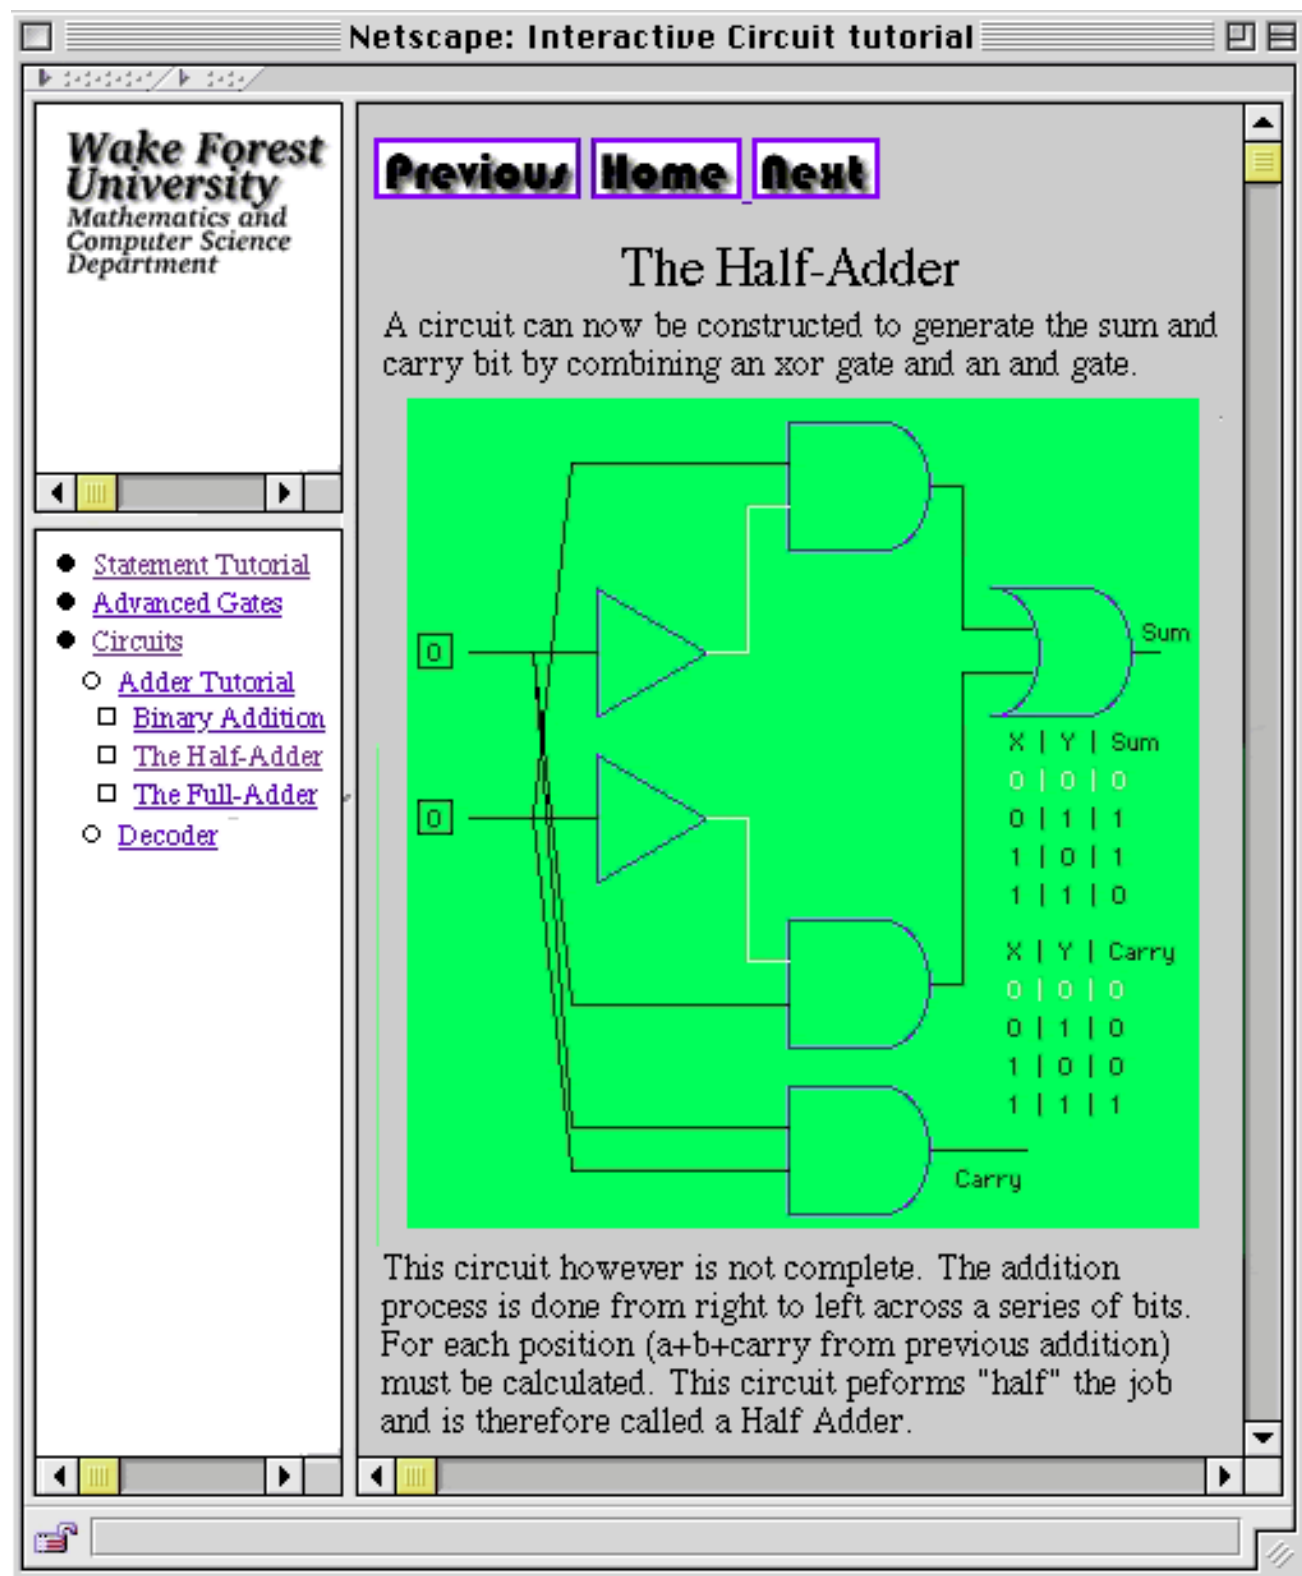 Netscape: Interactive Circuit tutorial
Wake Forest
University
Mathematics and
Computer Science
Department
Statement Tutorial
Advanced Gates
Circuits
Adder Tutorial
Binary Addition
The Half-Adder
The Full-Adder
Decoder
Previous Home Next
The Half-Adder
A circuit can now be constructed to generate the sum and
carry bit by combining an xor gate and an and gate.
0
0
Sum
X | Y | Sum
0 | 0 | 0
0 | 1 | 1
1 | 0 | 1
1 | 1 | 0
X | Y | Carry
0 | 0 | 0
0 | 1 | 0
1 | 0 | 0
1 | 1 | 1
Carry
This circuit however is not complete. The addition
process is done from right to left across a series of bits.
For each position (a+b+carry from previous addition)
must be calculated. This circuit peforms "half" the job
and is therefore called a Half Adder.